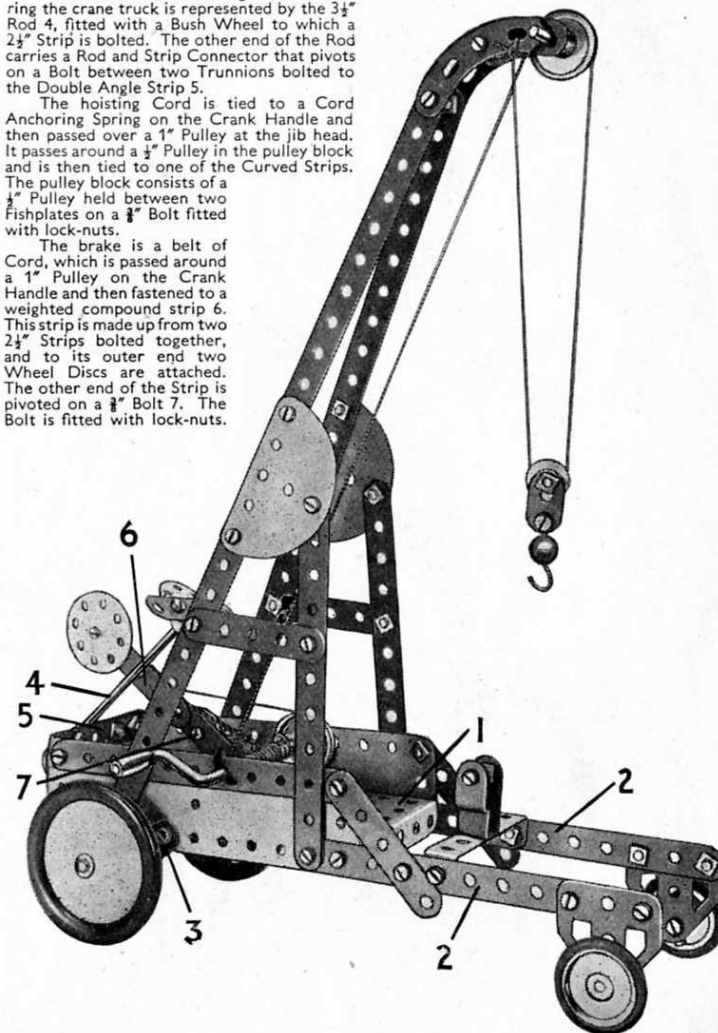 ring the crane truck is represented by the 3½″
Rod 4, fitted with a Bush Wheel to which a
2½″ Strip is bolted. The other end of the Rod
carries a Rod and Strip Connector that pivots
on a Bolt between two Trunnions bolted to
the Double Angle Strip 5.
The hoisting Cord is tied to a Cord
Anchoring Spring on the Crank Handle and
then passed over a 1″ Pulley at the jib head.
It passes around a ½″ Pulley in the pulley block
and is then tied to one of the Curved Strips.
The pulley block consists of a
½″ Pulley held between two
Fishplates on a ⅜″ Bolt fitted
with lock-nuts.
The brake is a belt of
Cord, which is passed around
a 1″ Pulley on the Crank
Handle and then fastened to a
weighted compound strip 6.
This strip is made up from two
2½″ Strips bolted together,
and to its outer end two
Wheel Discs are attached.
The other end of the Strip is
pivoted on a ⅜″ Bolt 7. The
Bolt is fitted with lock-nuts.
6
4
5
7
1
2
3
2